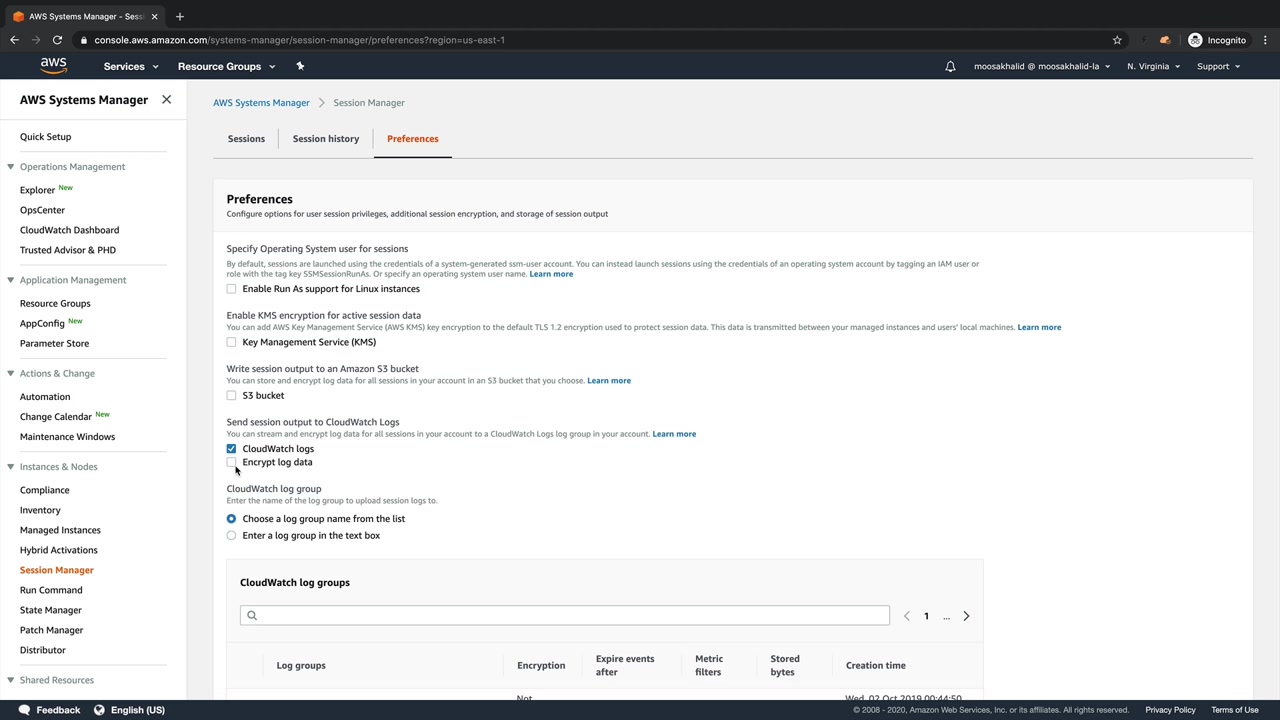 AWS Systems Manager - Sess
console.aws.amazon.com/systems-manager/session-manager/preferences?region=us-east-1
Incognito
aws
Services
Resource Groups
moosakhalid @ moosakhalid-la
N. Virginia
Support
AWS Systems Manager
Quick Setup
Operations Management
Explorer New
OpsCenter
CloudWatch Dashboard
Trusted Advisor & PHD
Application Management
Resource Groups
AppConfig New
Parameter Store
Actions & Change
Automation
Change Calendar New
Maintenance Windows
Instances & Nodes
Compliance
Inventory
Managed Instances
Hybrid Activations
Session Manager
Run Command
State Manager
Patch Manager
Distributor
Shared Resources
AWS Systems Manager > Session Manager
Sessions
Session history
Preferences
Preferences
Configure options for user session privileges, additional session encryption, and storage of session output
Specify Operating System user for sessions
By default, sessions are launched using the credentials of a system-generated ssm-user account. You can instead launch sessions using the credentials of an operating system account by tagging an IAM user or
role with the tag key SSMSessionRunAs. Or specify an operating system user name. Learn more
Enable Run As support for Linux instances
Enable KMS encryption for active session data
You can add AWS Key Management Service (AWS KMS) key encryption to the default TLS 1.2 encryption used to protect session data. This data is transmitted between your managed instances and users' local machines. Learn more
Key Management Service (KMS)
Write session output to an Amazon S3 bucket
You can store and encrypt log data for all sessions in your account in an S3 bucket that you choose. Learn more
S3 bucket
Send session output to CloudWatch Logs
You can stream and encrypt log data for all sessions in your account to a CloudWatch Logs log group in your account. Learn more
CloudWatch logs
Encrypt log data
CloudWatch log group
Enter the name of the log group to upload session logs to.
Choose a log group name from the list
Enter a log group in the text box
CloudWatch log groups
1 ...
Log groups
Encryption
Expire events
after
Metric
filters
Stored
bytes
Creation time
Not
Wed, 02 Oct 2019 00:44:50
Feedback
English (US)
© 2008 - 2020, Amazon Web Services, Inc. or its affiliates. All rights reserved.
Privacy Policy
Terms of Use